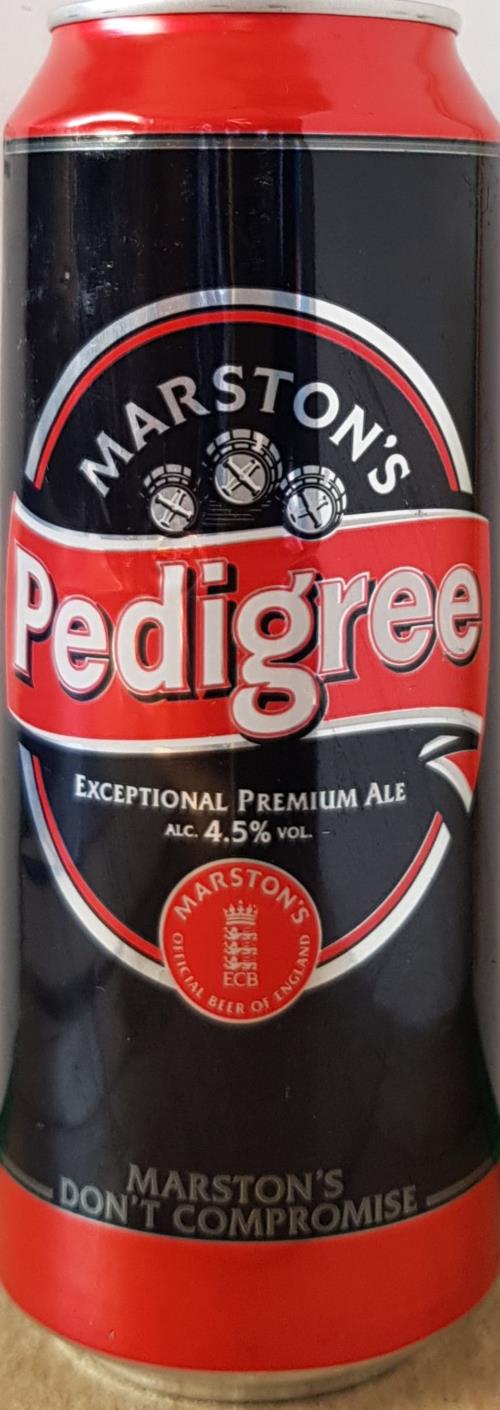 MARSTON'S
Pedigree
EXCEPTIONAL PREMIUM ALE
ALC. 4.5% VOL.
MARSTON'S
ECB
OFFICIAL BEER OF ENGLAND
MARSTON'S
DON'T COMPROMISE